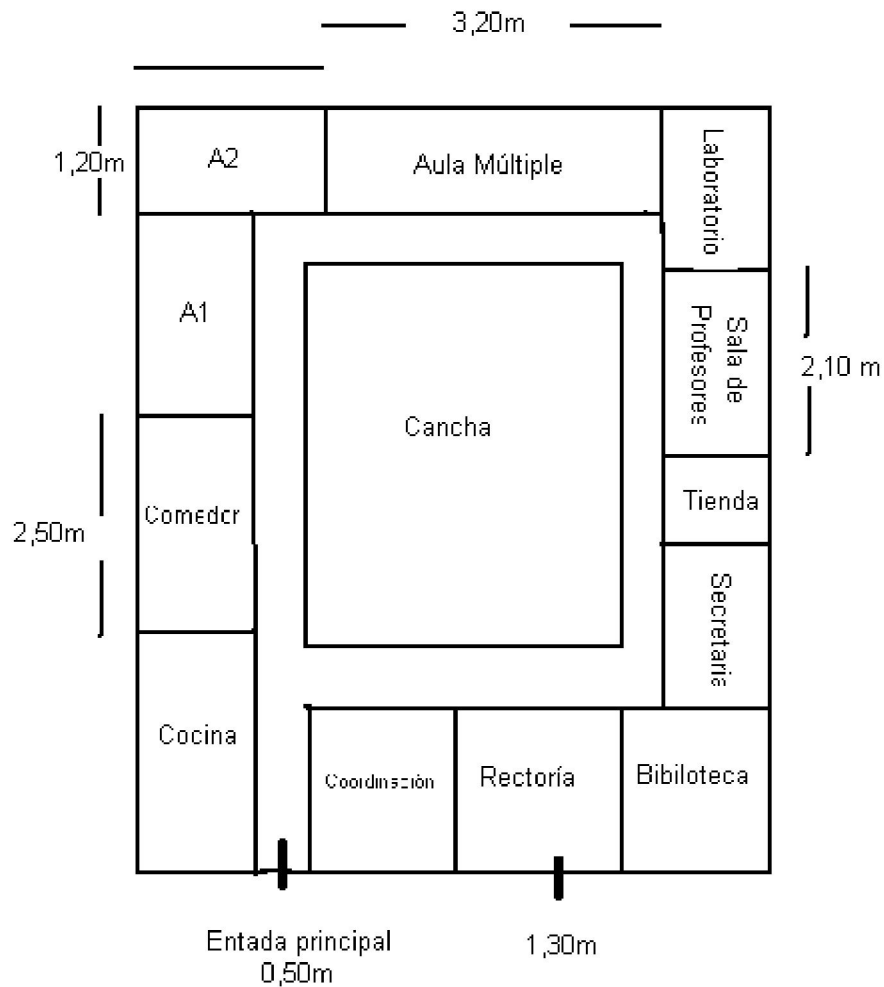 3,20m
1,20m
A2
Aula Múltiple
Laboratorio
A1
Sala de
Profesores
2,10 m
Cancha
Comedor
2,50m
Tienda
Secretaria
Cocina
Coordinación
Rectoría
Bibiloteca
Entada principal
0,50m
1,30m